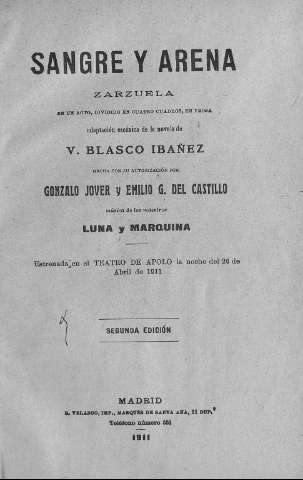 SANGRE Y ARENA
ZARZUELA
EN UN ACTO, DIVIDIDO EN CUATRO CUADROS, EN PROSA
adaptación escénica de la novela de
V. BLASCO IBAÑEZ
HECHA CON SU AUTORIZACIÓN POR
GONZALO JOVER y EMILIO G. DEL CASTILLO
música de los maestros
LUNA y MARQUINA
Estrenada en el TEATRO DE APOLO la noche del 26 de
Abril de 1911
SEGUNDA EDICIÓN
MADRID
R. VELASCO, IMP., MARQUÉS DE SANTA ANA, 11 DUP.º
Teléfono número 551
1911